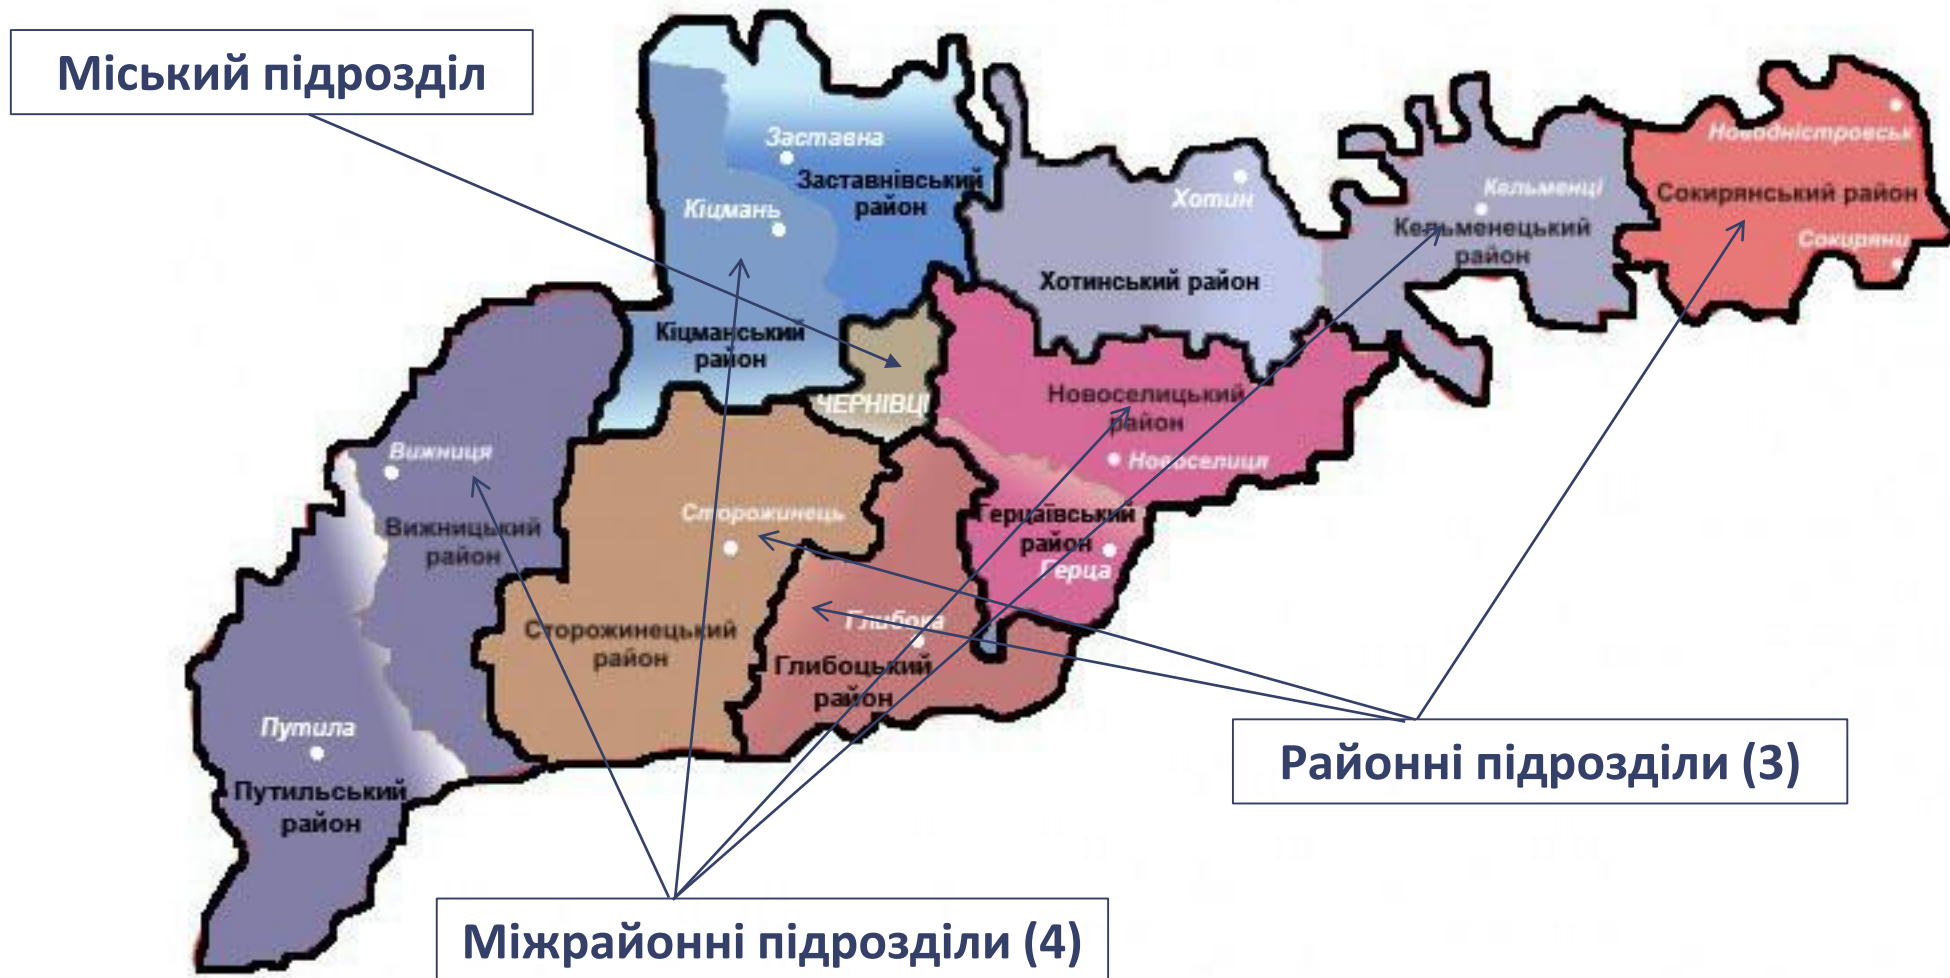 Міський підрозділ
Заставна
Заставнівський
район
Кіцмань
Кіцманський
район
Хотин
Хотинський район
Кельменці
Кельменецький
район
Новодністровськ
Сокирянський район
Сокиряни
ЧЕРНІВЦІ
Новоселицький
район
Новоселиця
Вижниця
Вижницький
район
Сторожинець
Сторожинецький
район
Герцаївський
район
Герца
Глибока
Глибоцький
район
Путила
Путильський
район
Районні підрозділи (3)
Міжрайонні підрозділи (4)